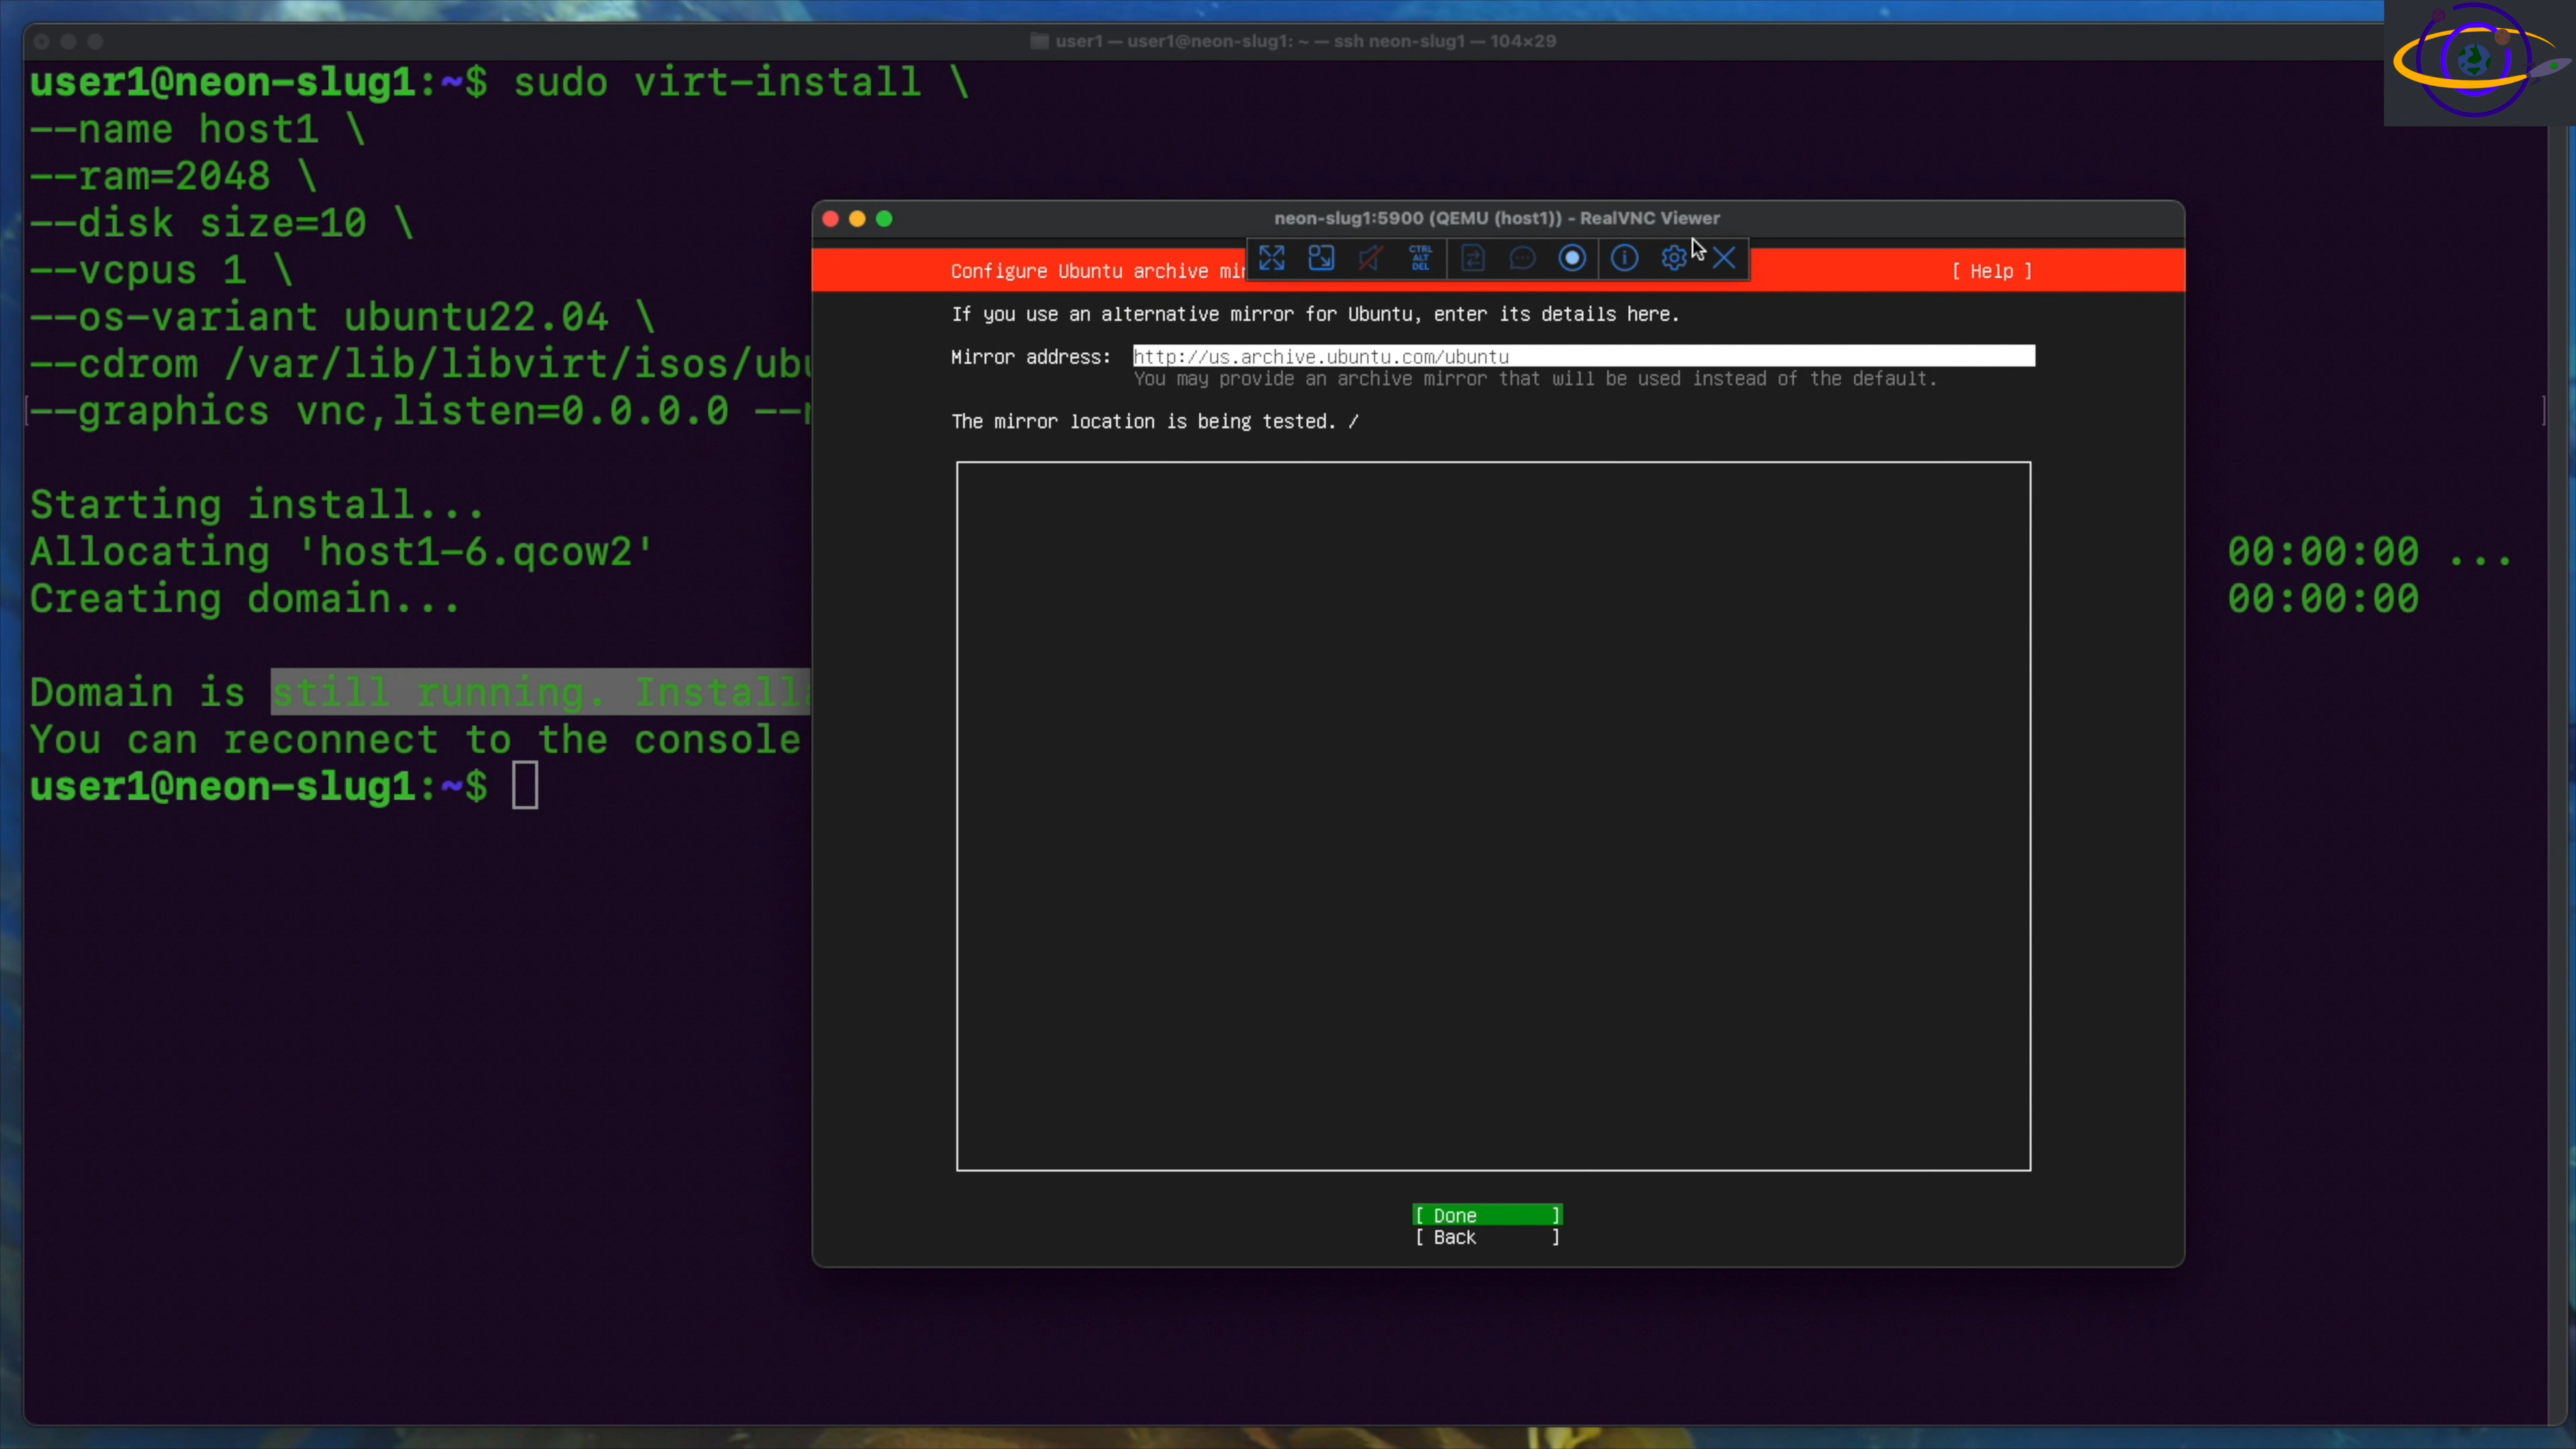 user1 — user1@neon-slug1: ~ — ssh neon-slug1 — 104×29
user1@neon-slug1:~$ sudo virt-install \
--name host1 \
--ram=2048 \
--disk size=10 \
--vcpus 1 \
--os-variant ubuntu22.04 \
--cdrom /var/lib/libvirt/isos/ubu
[--graphics vnc,listen=0.0.0.0 -- ]
Starting install...
Allocating 'host1-6.qcow2' 00:00:00 ...
Creating domain... 00:00:00
Domain is still running. Install
You can reconnect to the console
user1@neon-slug1:~$
neon-slug1:5900 (QEMU (host1)) - RealVNC Viewer
CTRL
ALT
DEL
Configure Ubuntu archive mi [ Help ]
If you use an alternative mirror for Ubuntu, enter its details here.
Mirror address: http://us.archive.ubuntu.com/ubuntu
You may provide an archive mirror that will be used instead of the default.
The mirror location is being tested. /
[ Done ]
[ Back ]